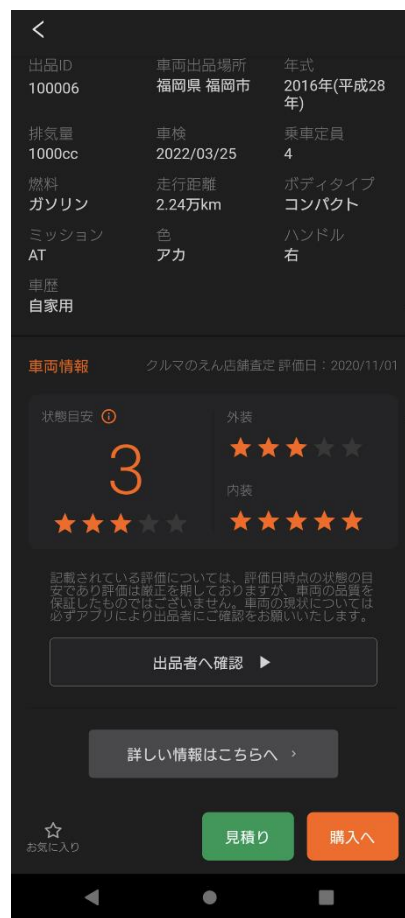 出品ID 車両出品場所 年式
100006 福岡県 福岡市 2016年(平成28
年)
排気量 車検 乗車定員
1000cc 2022/03/25 4
燃料 走行距離 ボディタイプ
ガソリン 2.24万km コンパクト
ミッション 色 ハンドル
AT アカ 右
車歴
自家用
車両情報 クルマのえん店舗査定 評価日：2020/11/01
状態目安 外装
3
内装
記載されている評価については、評価日時点の状態の目
安であり評価は厳正を期しておりますが、車両の品質を
保証したものではございません。車両の現状については
必ずアプリにより出品者にご確認をお願いいたします。
出品者へ確認 ▶
詳しい情報はこちらへ ›
お気に入り 見積り 購入へ